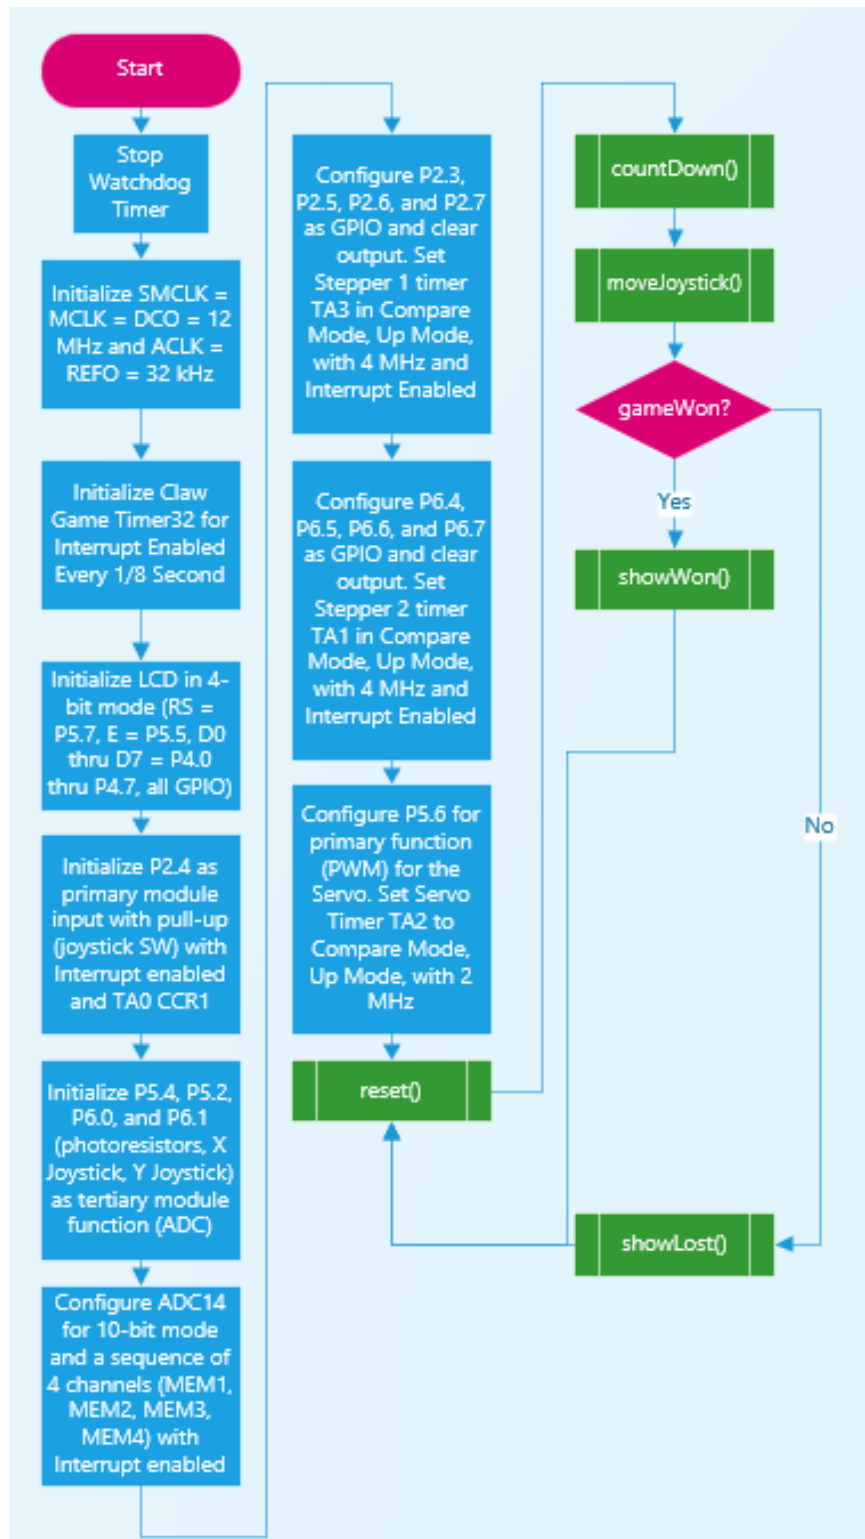 Start
Stop
Watchdog
Timer
Initialize SMCLK =
MCLK = DCO = 12
MHz and ACLK =
REFO = 32 kHz
Initialize Claw
Game Timer32 for
Interrupt Enabled
Every 1/8 Second
Initialize LCD in 4-
bit mode (RS =
P5.7, E = P5.5, D0
thru D7 = P4.0
thru P4.7, all GPIO)
Initialize P2.4 as
primary module
input with pull-up
(joystick SW) with
Interrupt enabled
and TA0 CCR1
Initialize P5.4, P5.2,
P6.0, and P6.1
(photoresistors, X
Joystick, Y Joystick)
as tertiary module
function (ADC)
Configure ADC14
for 10-bit mode
and a sequence of
4 channels (MEM1,
MEM2, MEM3,
MEM4) with
Interrupt enabled
Configure P2.3,
P2.5, P2.6, and P2.7
as GPIO and clear
output. Set
Stepper 1 timer
TA3 in Compare
Mode, Up Mode,
with 4 MHz and
Interrupt Enabled
Configure P6.4,
P6.5, P6.6, and P6.7
as GPIO and clear
output. Set
Stepper 2 timer
TA1 in Compare
Mode, Up Mode,
with 4 MHz and
Interrupt Enabled
Configure P5.6 for
primary function
(PWM) for the
Servo. Set Servo
Timer TA2 to
Compare Mode,
Up Mode, with 2
MHz
reset()
countDown()
moveJoystick()
gameWon?
Yes
showWon()
No
showLost()